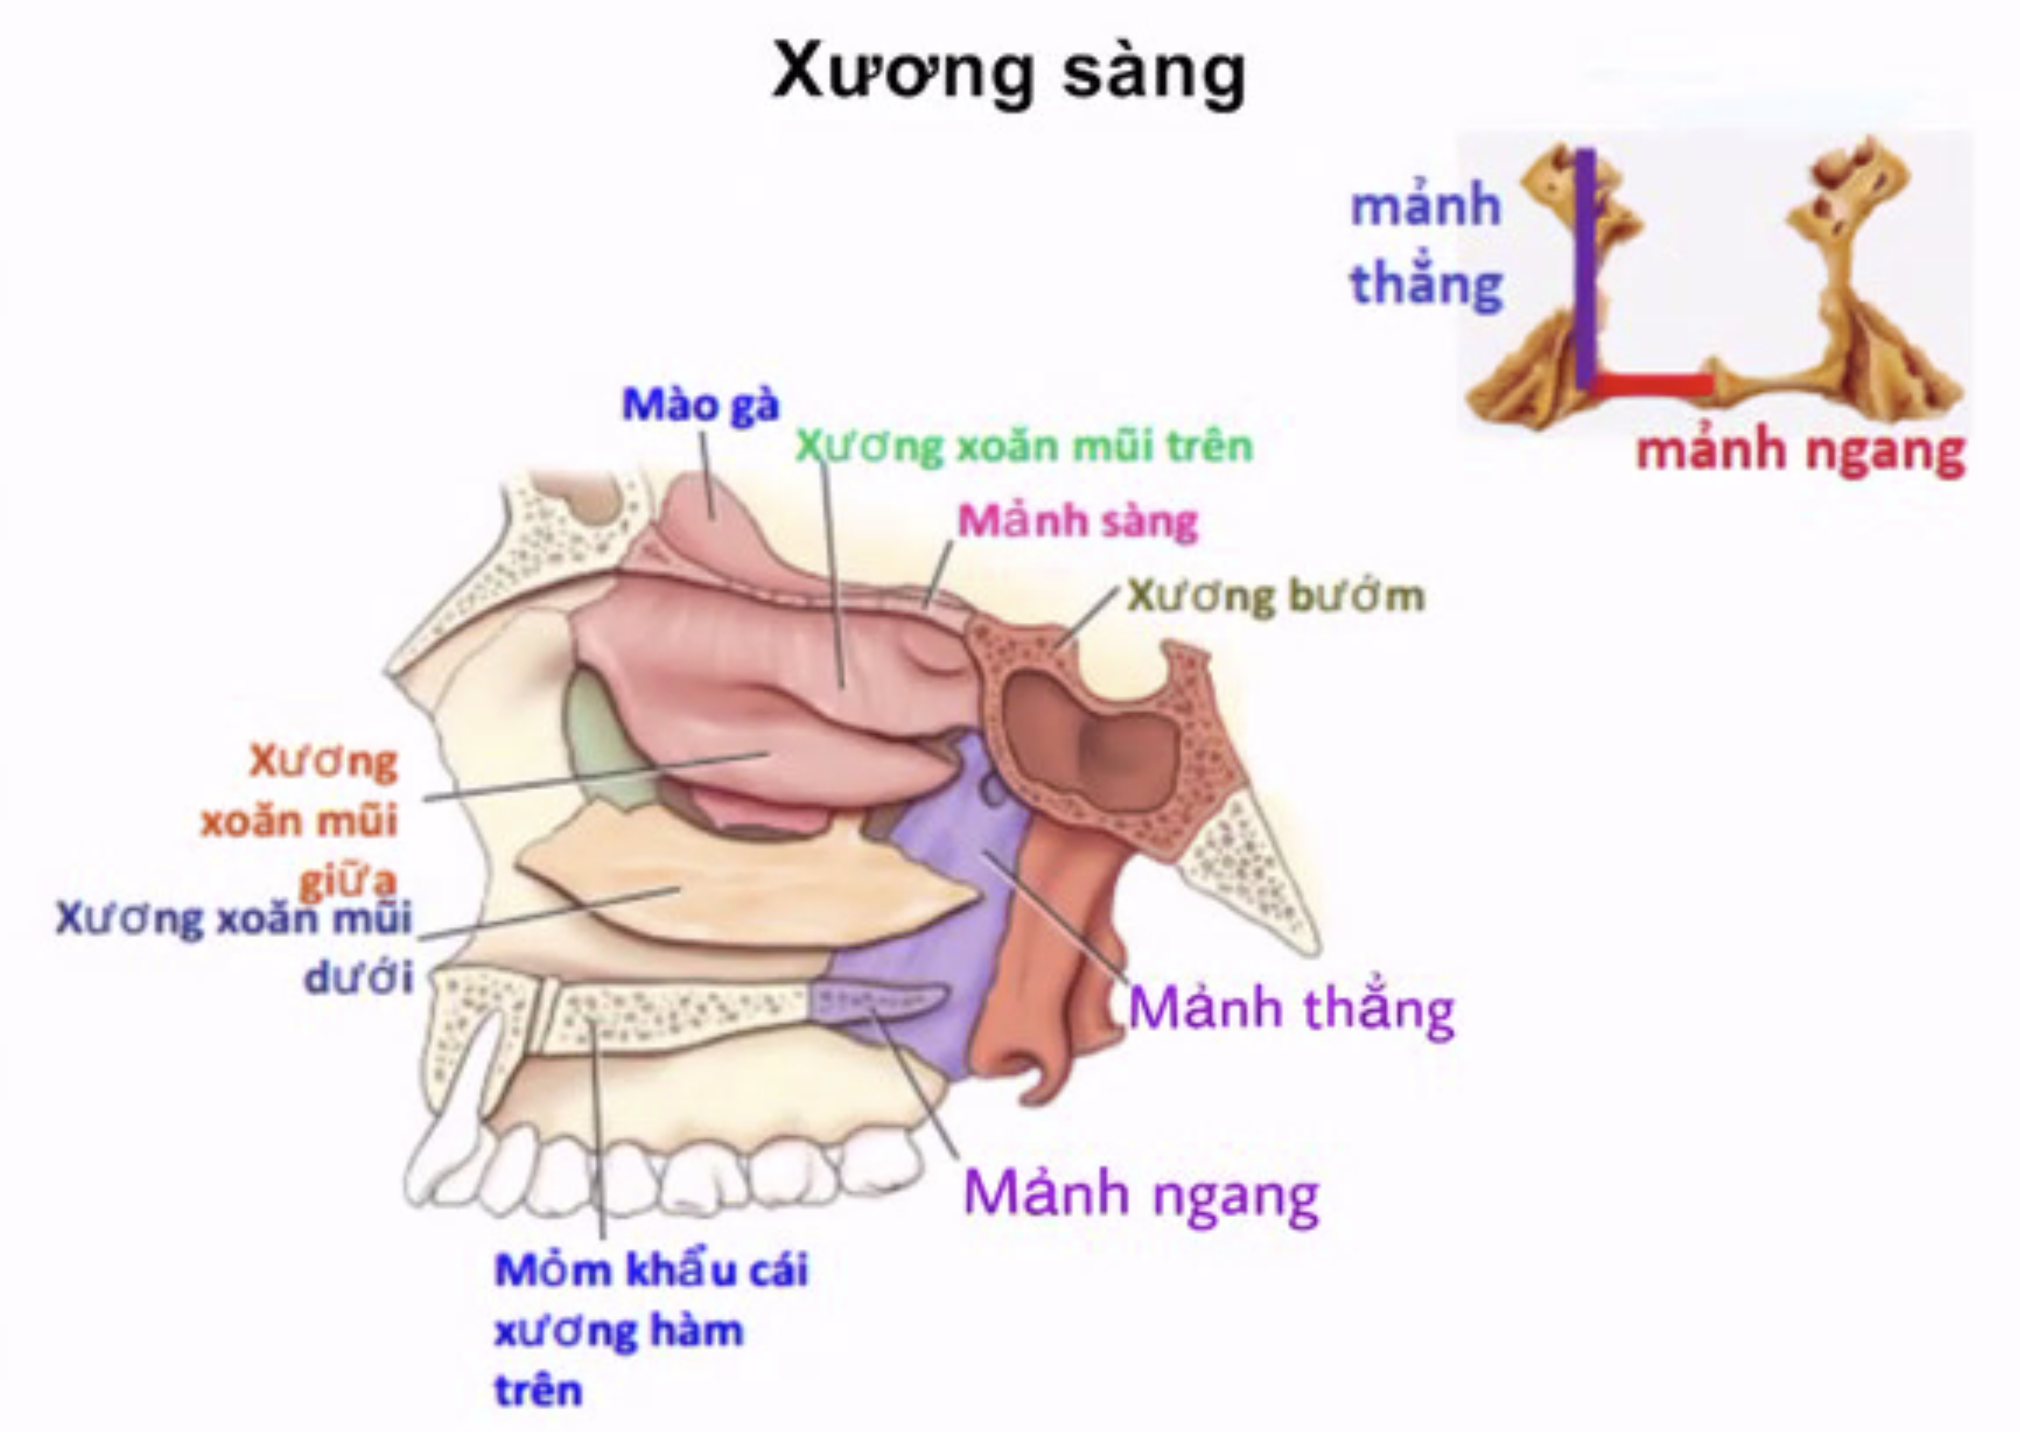 Xương sàng
mảnh
thẳng
mảnh ngang
Mào gà
Xương xoăn mũi trên
Mảnh sàng
Xương bướm
Xương
xoăn mũi
giữa
Xương xoăn mũi
dưới
Mảnh thẳng
Mảnh ngang
Mỏm khẩu cái
xương hàm
trên